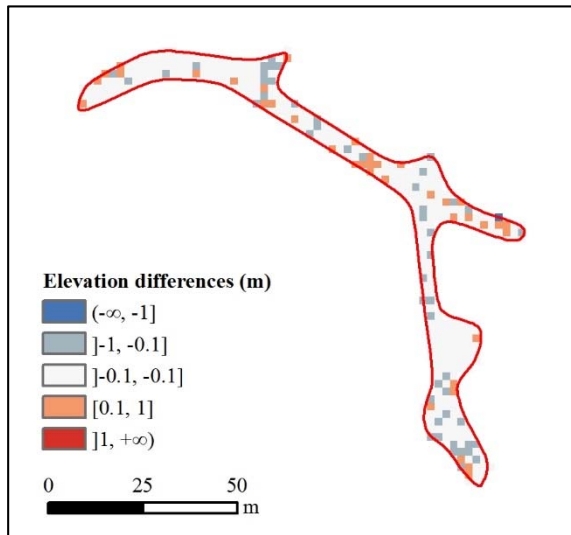 Elevation differences (m)
(-∞, -1]
]-1, -0.1]
]-0.1, -0.1]
[0.1, 1]
]1, +∞)
0 25 50
m